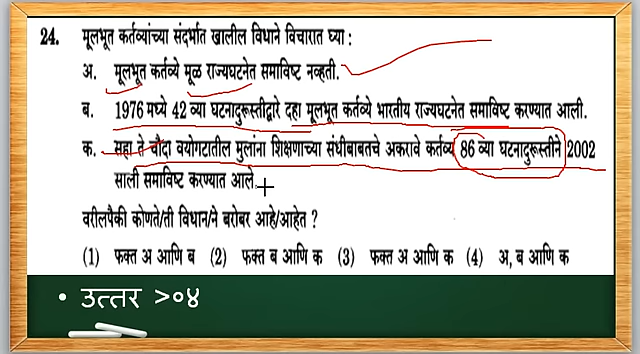 24. मूलभूत कर्तव्यांच्या संदर्भात खालील विधाने विचारात घ्या :
अ. मूलभूत कर्तव्ये मूळ राज्यघटनेत समाविष्ट नव्हती.
ब. 1976 मध्ये 42 व्या घटनादुरूस्तीद्वारे दहा मूलभूत कर्तव्ये भारतीय राज्यघटनेत समाविष्ट करण्यात आली.
क. सहा ते चौदा वयोगटातील मुलांना शिक्षणाच्या संधीबाबतचे अकरावे कर्तव्य 86 व्या घटनादुरूस्तीने 2002
साली समाविष्ट करण्यात आले.
वरीलपैकी कोणते/ती विधान/ने बरोबर आहे/आहेत ?
(1) फक्त अ आणि ब (2) फक्त ब आणि क (3) फक्त अ आणि क (4) अ, ब आणि क
• उत्तर >०४